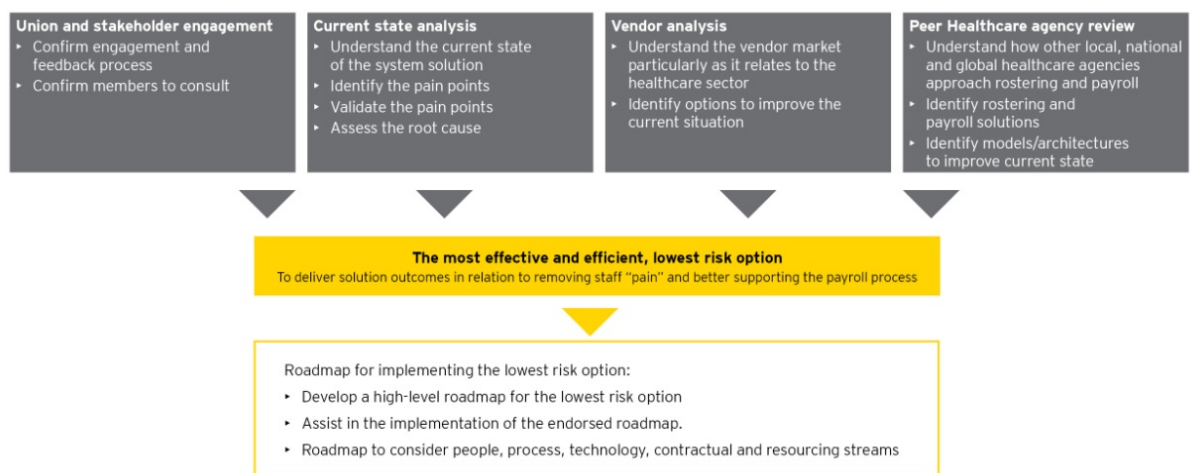 Union and stakeholder engagement
‣ Confirm engagement and
feedback process
‣ Confirm members to consult
Current state analysis
‣ Understand the current state
of the system solution
‣ Identify the pain points
‣ Validate the pain points
‣ Assess the root cause
Vendor analysis
‣ Understand the vendor market
particularly as it relates to the
healthcare sector
‣ Identify options to improve the
current situation
Peer Healthcare agency review
‣ Understand how other local, national
and global healthcare agencies
approach rostering and payroll
‣ Identify rostering and
payroll solutions
‣ Identify models/architectures
to improve current state
The most effective and efficient, lowest risk option
To deliver solution outcomes in relation to removing staff “pain” and better supporting the payroll process
Roadmap for implementing the lowest risk option:
‣ Develop a high-level roadmap for the lowest risk option
‣ Assist in the implementation of the endorsed roadmap.
‣ Roadmap to consider people, process, technology, contractual and resourcing streams